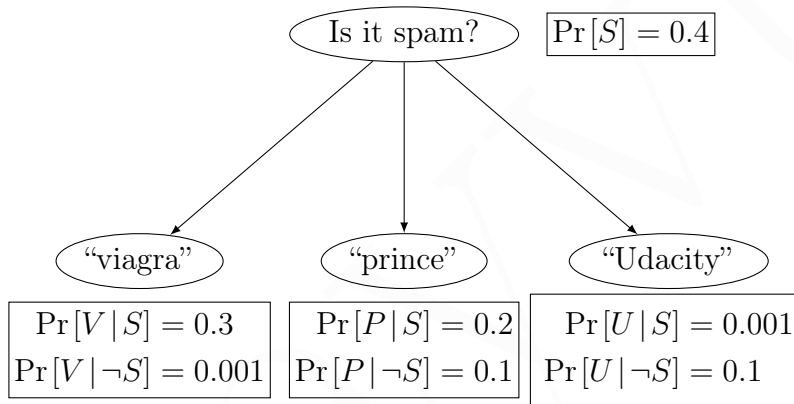 Is it spam?
Pr[S] = 0.4
“viagra”
“prince”
“Udacity”
Pr[V | S] = 0.3
Pr[V | ¬S] = 0.001
Pr[P | S] = 0.2
Pr[P | ¬S] = 0.1
Pr[U | S] = 0.001
Pr[U | ¬S] = 0.1